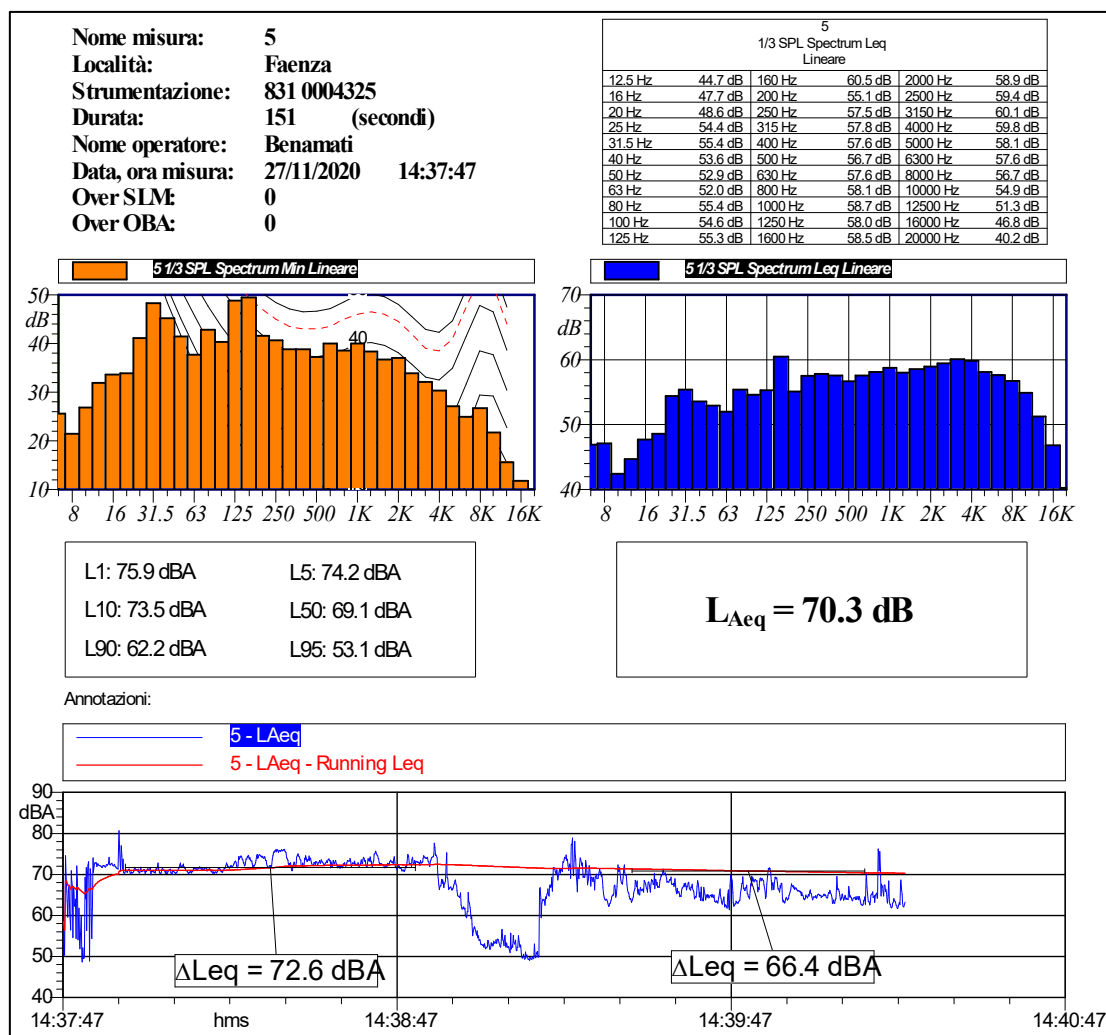 Nome misura: 5
Località: Faenza
Strumentazione: 831 0004325
Durata: 151 (secondi)
Nome operatore: Benamati
Data, ora misura: 27/11/2020 14:37:47
Over SLM: 0
Over OBA: 0
5
1/3 SPL Spectrum Leq
Lineare
12.5 Hz 44.7 dB 160 Hz 60.5 dB 2000 Hz 58.9 dB
16 Hz 47.7 dB 200 Hz 55.1 dB 2500 Hz 59.4 dB
20 Hz 48.6 dB 250 Hz 57.5 dB 3150 Hz 60.1 dB
25 Hz 54.4 dB 315 Hz 57.8 dB 4000 Hz 59.8 dB
31.5 Hz 55.4 dB 400 Hz 57.6 dB 5000 Hz 58.1 dB
40 Hz 53.6 dB 500 Hz 56.7 dB 6300 Hz 57.6 dB
50 Hz 52.9 dB 630 Hz 57.6 dB 8000 Hz 56.7 dB
63 Hz 52.0 dB 800 Hz 58.1 dB 10000 Hz 54.9 dB
80 Hz 55.4 dB 1000 Hz 58.7 dB 12500 Hz 51.3 dB
100 Hz 54.6 dB 1250 Hz 58.0 dB 16000 Hz 46.8 dB
125 Hz 55.3 dB 1600 Hz 58.5 dB 20000 Hz 40.2 dB
5 1/3 SPL Spectrum Min Lineare
50
dB
40
40
30
20
10
8 16 31.5 63 125 250 500 1K 2K 4K 8K 16K
5 1/3 SPL Spectrum Leq Lineare
70
dB
60
50
40
8 16 31.5 63 125 250 500 1K 2K 4K 8K 16K
L1: 75.9 dBA L5: 74.2 dBA
L10: 73.5 dBA L50: 69.1 dBA
L90: 62.2 dBA L95: 53.1 dBA
LAeq = 70.3 dB
Annotazioni:
5 - LAeq
5 - LAeq - Running Leq
90
dBA
80
70
60
50
40
ΔLeq = 72.6 dBA
ΔLeq = 66.4 dBA
14:37:47 hms 14:38:47 14:39:47 14:40:47